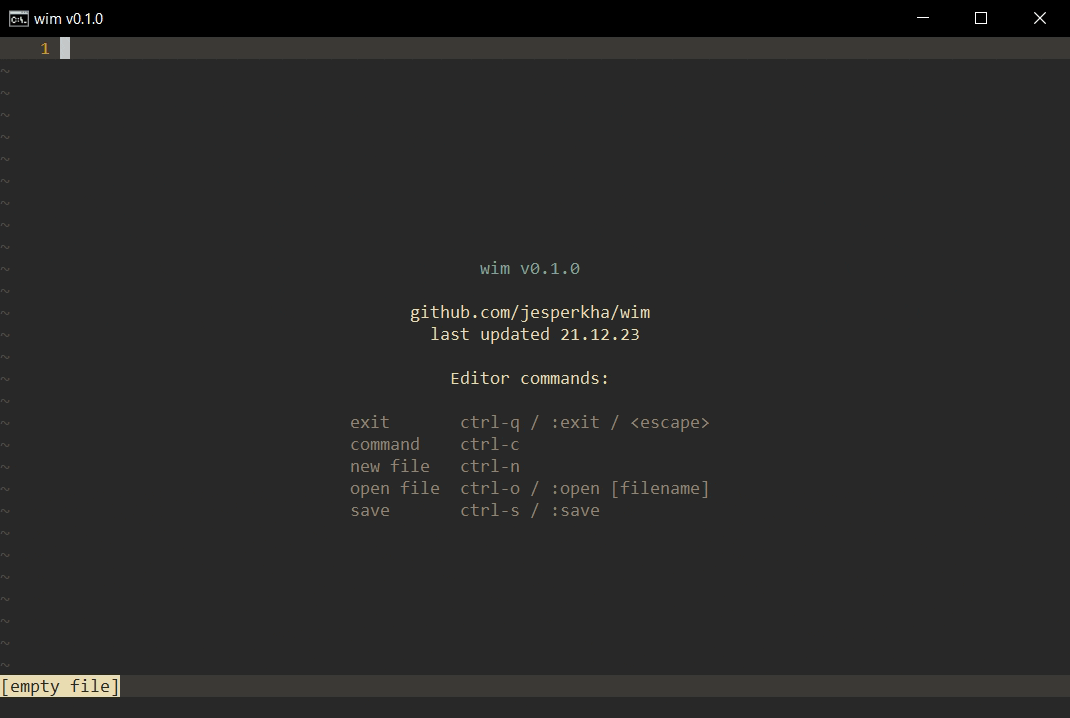 wim v0.1.0
1
~
~
~
~
~
~
~
~
~
~ wim v0.1.0
~
~ github.com/jesperkha/wim
~ last updated 21.12.23
~
~ Editor commands:
~
~ exit ctrl-q / :exit / <escape>
~ command ctrl-c
~ new file ctrl-n
~ open file ctrl-o / :open [filename]
~ save ctrl-s / :save
~
~
~
~
~
~
~
[empty file]